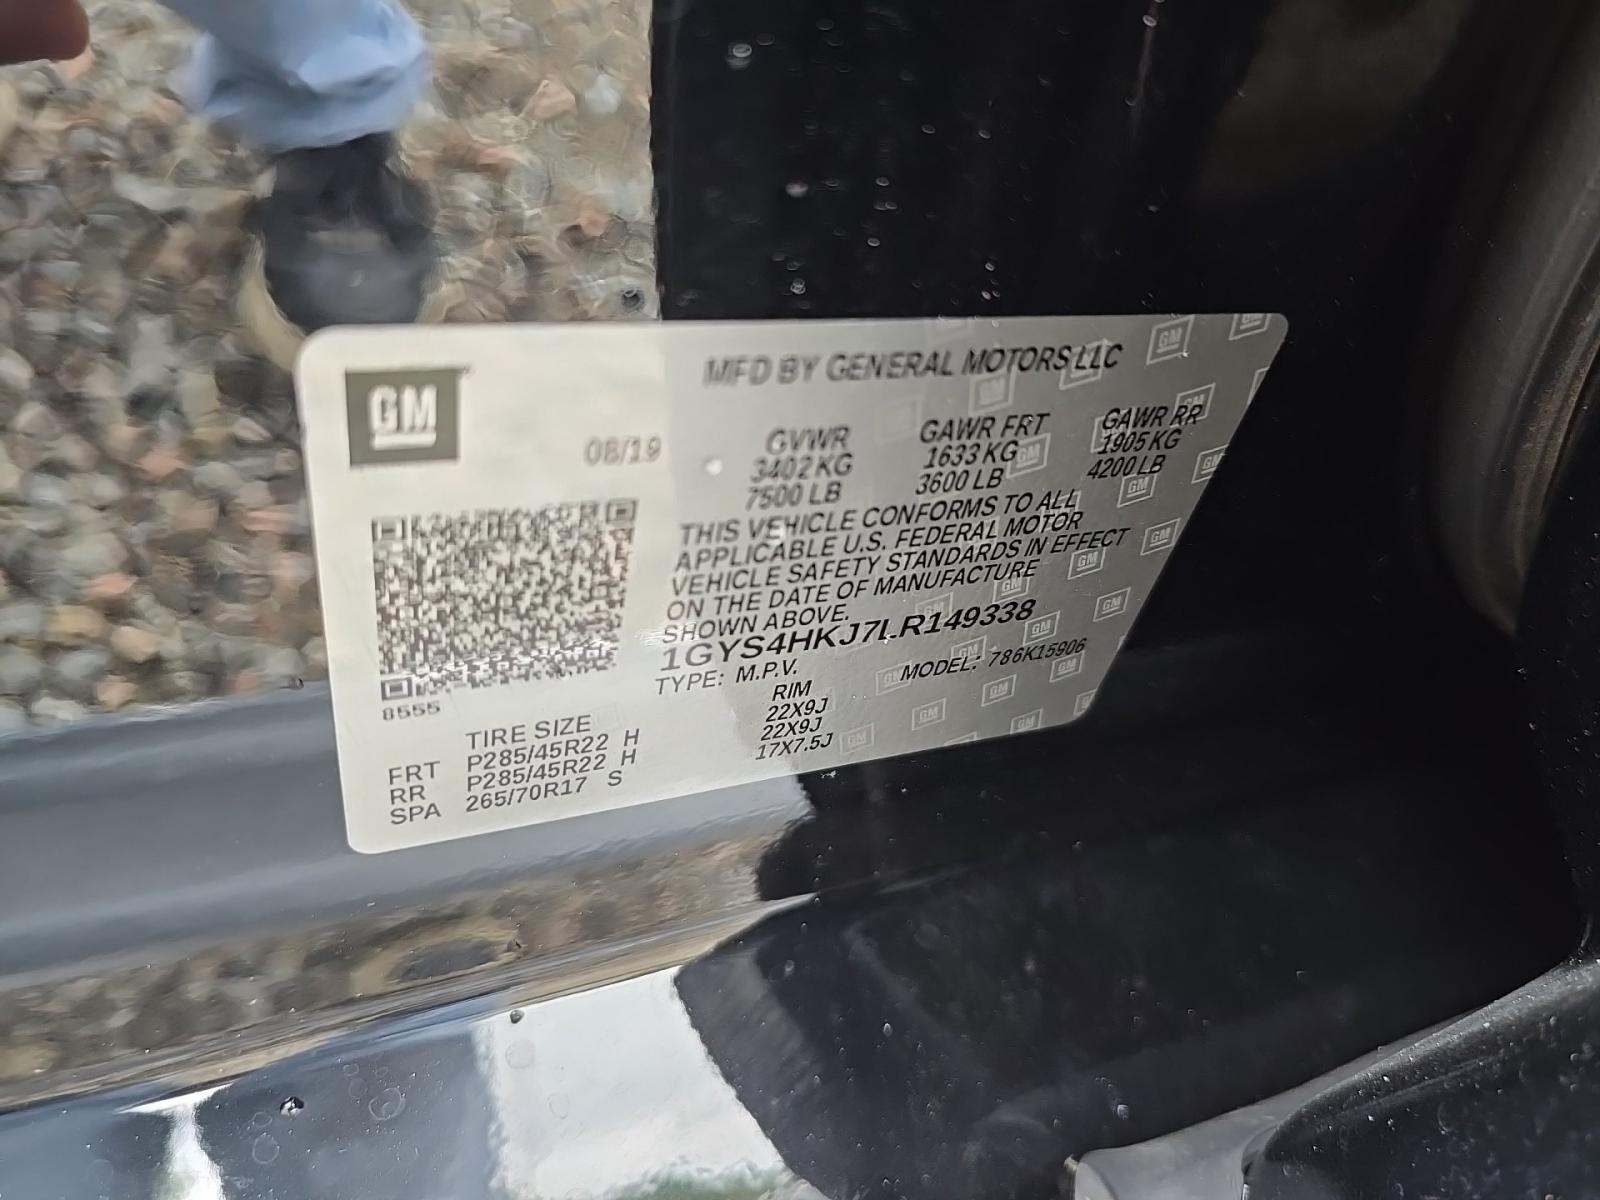 GM
MFD BY GENERAL MOTORS LLC
08/19
GVWR GAWR FRT GAWR RR
3402 KG 1633 KG 1905 KG
7500 LB 3600 LB 4200 LB
THIS VEHICLE CONFORMS TO ALL
APPLICABLE U.S. FEDERAL MOTOR
VEHICLE SAFETY STANDARDS IN EFFECT
ON THE DATE OF MANUFACTURE
SHOWN ABOVE.
1GYS4HKJ7LR149338
TYPE: M.P.V. MODEL: 786K15906
8555
TIRE SIZE RIM
FRT P285/45R22 H 22X9J
RR P285/45R22 H 22X9J
SPA 265/70R17 S 17X7.5J